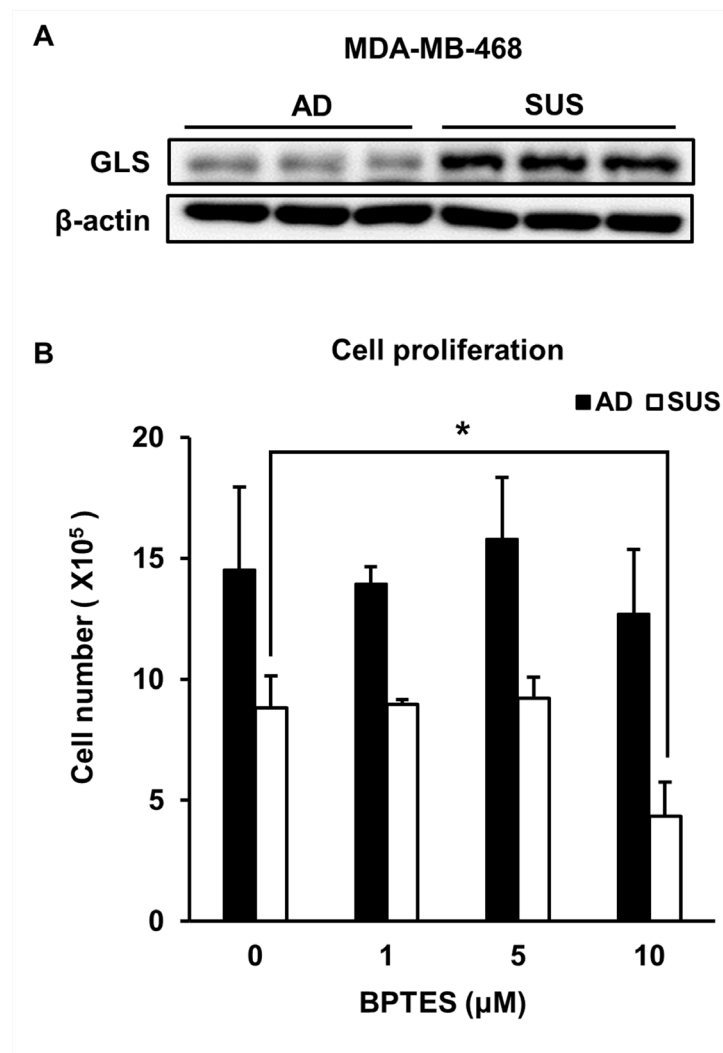 A
MDA-MB-468
AD SUS
GLS
β-actin
B
Cell proliferation
AD SUS
*
20
15
10
5
0
Cell number ( X10⁵ )
0 1 5 10
BPTES (μM)